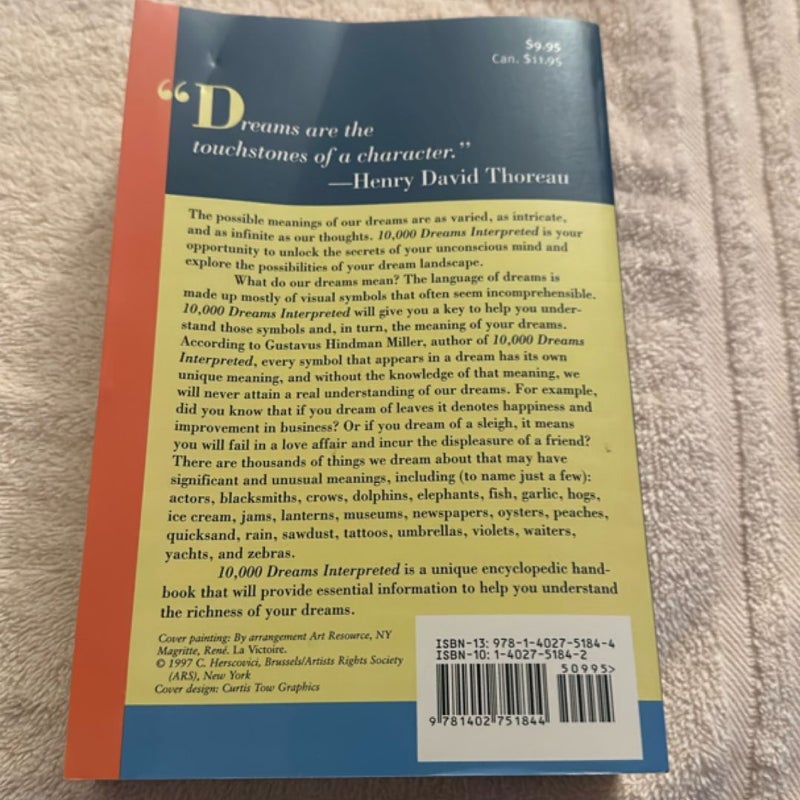 $9.95
Can. $11.95
“Dreams are the
touchstones of a character.”
—Henry David Thoreau
The possible meanings of our dreams are as varied, as intricate,
and as infinite as our thoughts. 10,000 Dreams Interpreted is your
opportunity to unlock the secrets of your unconscious mind and
explore the possibilities of your dream landscape.
What do our dreams mean? The language of dreams is
made up mostly of visual symbols that often seem incomprehensible.
10,000 Dreams Interpreted will give you a key to help you under-
stand those symbols and, in turn, the meaning of your dreams.
According to Gustavus Hindman Miller, author of 10,000 Dreams
Interpreted, every symbol that appears in a dream has its own
unique meaning, and without the knowledge of that meaning, we
will never attain a real understanding of our dreams. For example,
did you know that if you dream of leaves it denotes happiness and
improvement in business? Or if you dream of a sleigh, it means
you will fail in a love affair and incur the displeasure of a friend?
There are thousands of things we dream about that may have
significant and unusual meanings, including (to name just a few):
actors, blacksmiths, crows, dolphins, elephants, fish, garlic, hogs,
ice cream, jams, lanterns, museums, newspapers, oysters, peaches,
quicksand, rain, sawdust, tattoos, umbrellas, violets, waiters,
yachts, and zebras.
10,000 Dreams Interpreted is a unique encyclopedic hand-
book that will provide essential information to help you understand
the richness of your dreams.
Cover painting: By arrangement Art Resource, NY
Magritte, René. La Victoire.
© 1997 C. Herscovici, Brussels/Artists Rights Society
(ARS), New York
Cover design: Curtis Tow Graphics
ISBN-13: 978-1-4027-5184-4
ISBN-10: 1-4027-5184-2
50995>
9 781402 751844